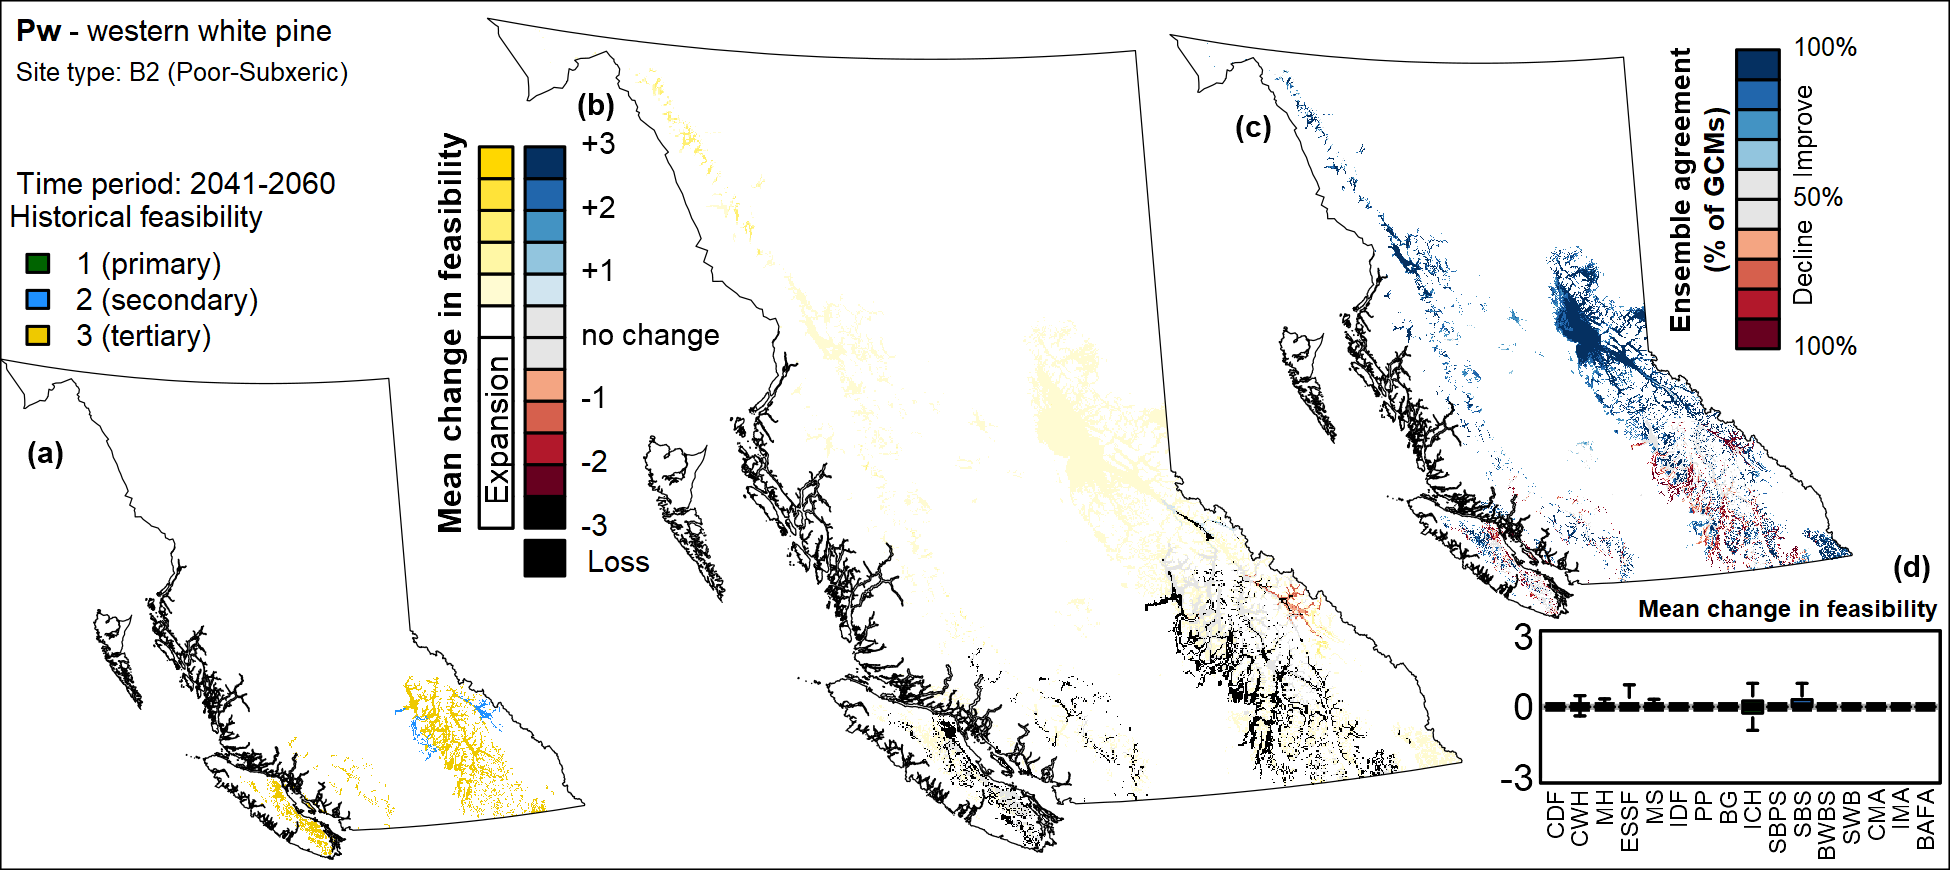 Pw - western white pine
Site type: B2 (Poor-Subxeric)
Time period: 2041-2060
Historical feasibility
1 (primary)
2 (secondary)
3 (tertiary)
(a)
(b)
Mean change in feasibility
Expansion
+3
+2
+1
no change
-1
-2
-3
Loss
(c)
Ensemble agreement
(% of GCMs)
100%
Improve
50%
Decline
100%
(d)
Mean change in feasibility
3
0
-3
CDF
CWH
MH
ESSF
MS
IDF
PP
BG
ICH
SBPS
SBS
BWBS
SWB
CMA
IMA
BAFA